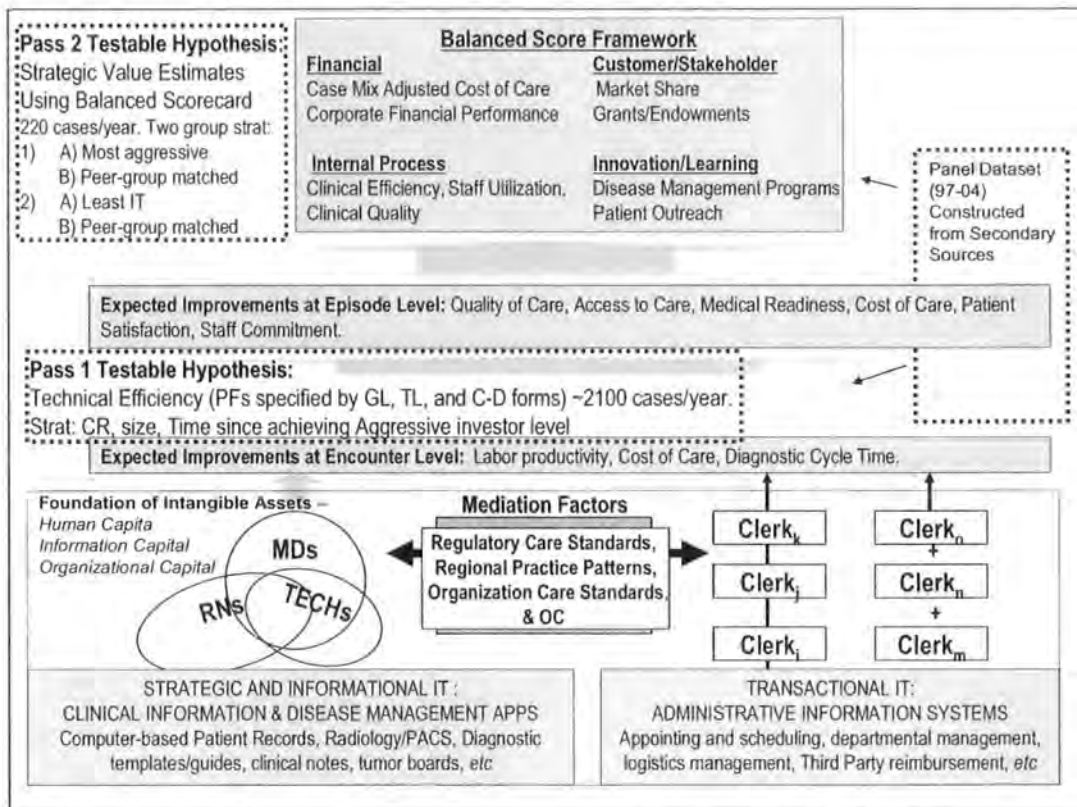 Pass 2 Testable Hypothesis:
Strategic Value Estimates
Using Balanced Scorecard
220 cases/year. Two group strat:
1) A) Most aggressive
B) Peer-group matched
2) A) Least IT
B) Peer-group matched
Balanced Score Framework
Financial
Case Mix Adjusted Cost of Care
Corporate Financial Performance
Customer/Stakeholder
Market Share
Grants/Endowments
Internal Process
Clinical Efficiency, Staff Utilization,
Clinical Quality
Innovation/Learning
Disease Management Programs
Patient Outreach
Panel Dataset
(97-04)
Constructed
from Secondary
Sources
Expected Improvements at Episode Level: Quality of Care, Access to Care, Medical Readiness, Cost of Care, Patient
Satisfaction, Staff Commitment.
Pass 1 Testable Hypothesis:
Technical Efficiency (PFs specified by GL, TL, and C-D forms) ~2100 cases/year.
Strat: CR, size, Time since achieving Aggressive investor level
Expected Improvements at Encounter Level: Labor productivity, Cost of Care, Diagnostic Cycle Time.
Foundation of Intangible Assets –
Human Capita
Information Capital
Organizational Capital
MDs
RNs
TECHs
Mediation Factors
Regulatory Care Standards,
Regional Practice Patterns,
Organization Care Standards,
& OC
Clerkk
Clerkj
Clerki
Clerko
+
Clerkn
+
Clerkm
STRATEGIC AND INFORMATIONAL IT :
CLINICAL INFORMATION & DISEASE MANAGEMENT APPS
Computer-based Patient Records, Radiology/PACS, Diagnostic
templates/guides, clinical notes, tumor boards, etc
TRANSACTIONAL IT:
ADMINISTRATIVE INFORMATION SYSTEMS
Appointing and scheduling, departmental management,
logistics management, Third Party reimbursement, etc